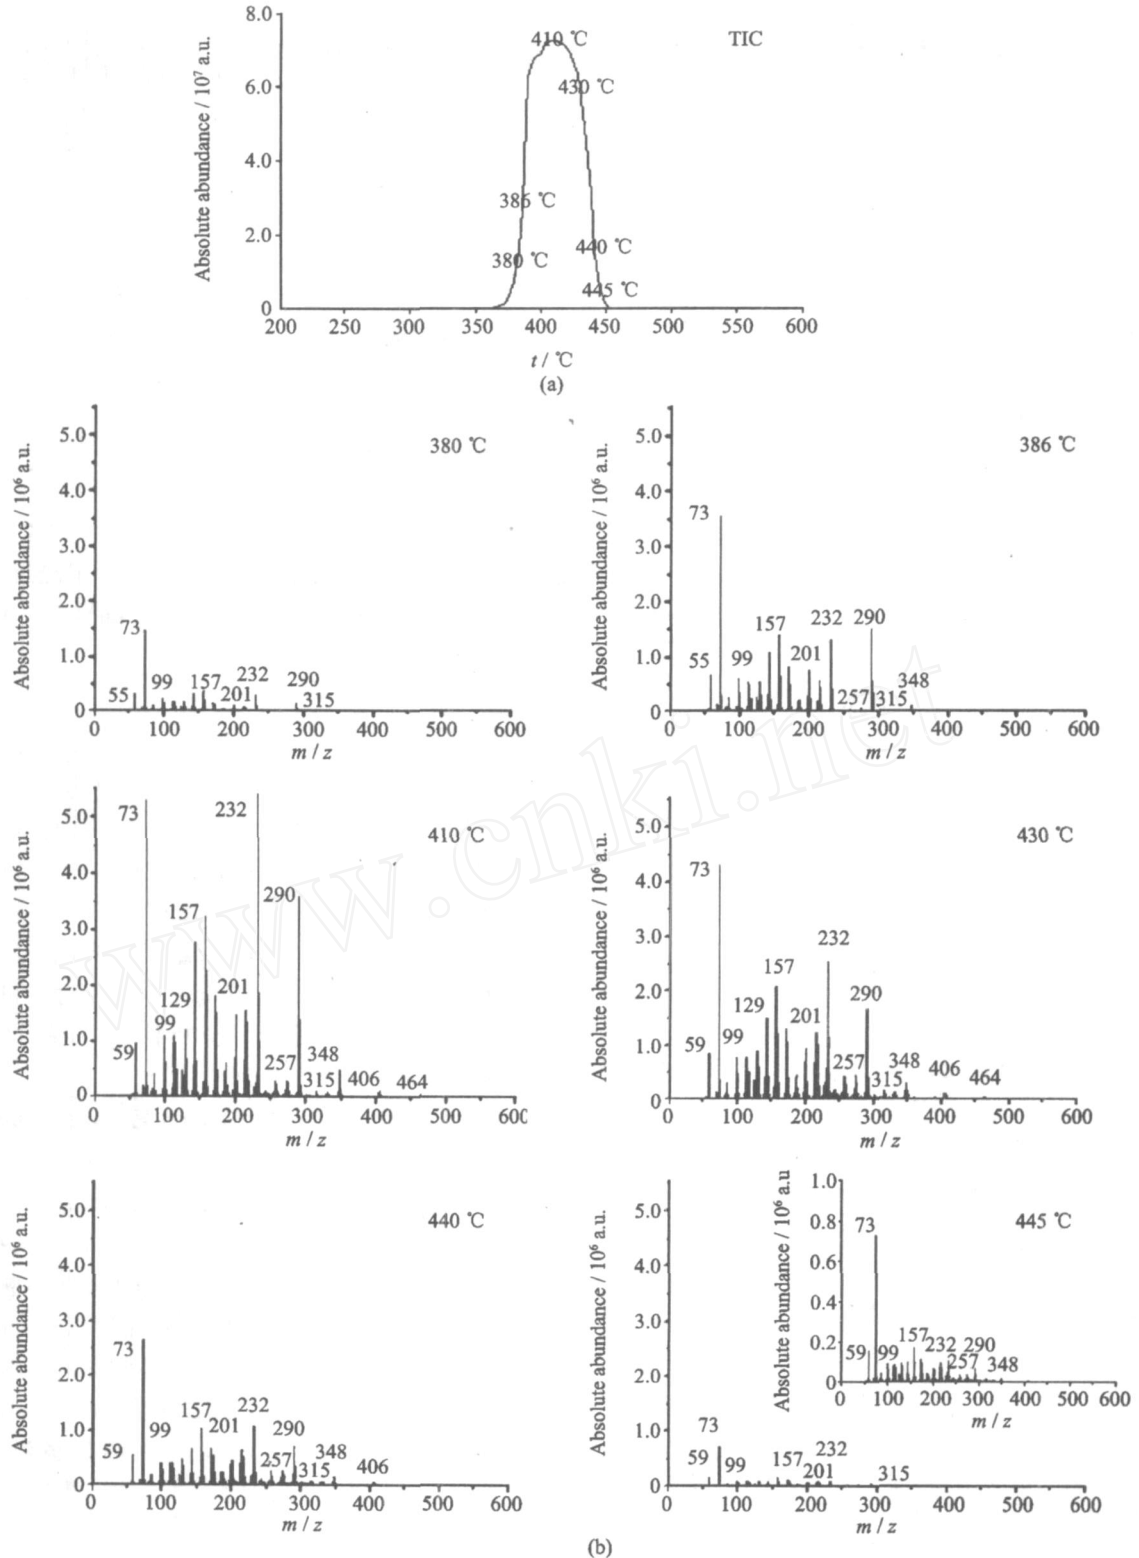 8.0
6.0
4.0
2.0
0
Absolute abundance / 10⁷ a.u.
TIC
410 ℃
430 ℃
386 ℃
380 ℃
440 ℃
445 ℃
200 250 300 350 400 450 500 550 600
t / ℃
(a)
Absolute abundance / 10⁶ a.u.
5.0
4.0
3.0
2.0
1.0
0
380 ℃
73
55 99 157 201 232 290 315
0 100 200 300 400 500 600
m / z
Absolute abundance / 10⁶ a.u.
5.0
4.0
3.0
2.0
1.0
0
386 ℃
73
55 99 157 201 232 257 290 315 348
0 100 200 300 400 500 600
m / z
www.cnki.net
Absolute abundance / 10⁶ a.u.
5.0
4.0
3.0
2.0
1.0
0
410 ℃
73 232
290
157
59 99 129 201 257 315 348 406 464
0 100 200 300 400 500 600
m / z
Absolute abundance / 10⁶ a.u.
5.0
4.0
3.0
2.0
1.0
0
430 ℃
73
232
157
290
59 99 129 201 257 315 348 406 464
0 100 200 300 400 500 600
m / z
Absolute abundance / 10⁶ a.u.
5.0
4.0
3.0
2.0
1.0
0
440 ℃
73
59 99 157 201 232 257 290 315 348 406
0 100 200 300 400 500 600
m / z
Absolute abundance / 10⁶ a.u.
5.0
4.0
3.0
2.0
1.0
0
445 ℃
73
99 157 201 232 315
59
0 100 200 300 400 500 600
m / z
Absolute abundance / 10⁶ a.u
1.0
0.8
0.6
0.4
0.2
0
73
59 99 157 232 257 290 348
0 100 200 300 400 500 600
m / z
(b)